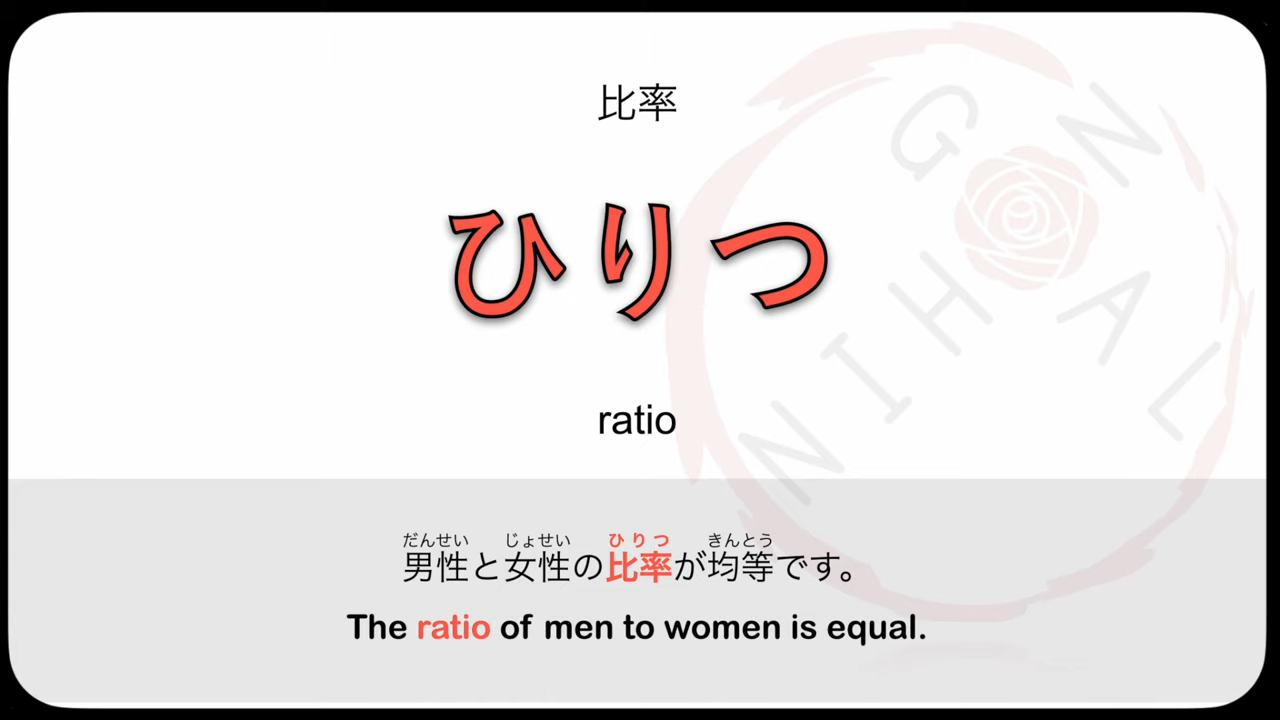 比率
ひりつ
ratio
だんせい じょせい ひりつ きんとう
男性と女性の比率が均等です。
The ratio of men to women is equal.
NIHONGAL